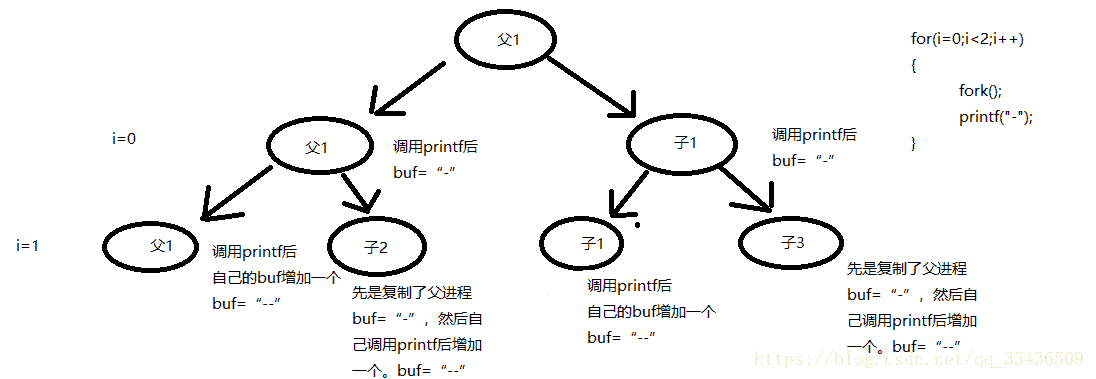 父1
for(i=0;i<2;i++)
{
fork();
printf("-");
}
i=0
父1
调用printf后
buf=“-”
子1
调用printf后
buf=“-”
i=1
父1
调用printf后
自己的buf增加一个
buf=“--”
子2
先是复制了父进程
buf=“-”，然后自
己调用printf后增加
一个。buf=“--”
子1
调用printf后
自己的buf增加一个
buf=“--”
子3
先是复制了父进程
buf=“-”，然后自
己调用printf后增加
一个。buf=“--”
https://blog.csdn.net/qq_33436509